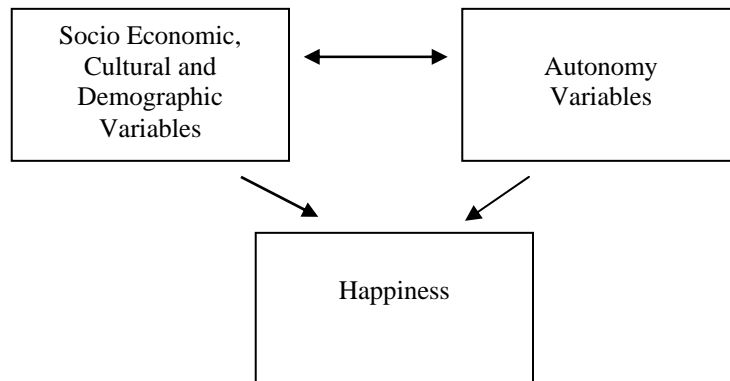 Socio Economic,
Cultural and
Demographic
Variables
Autonomy
Variables
Happiness